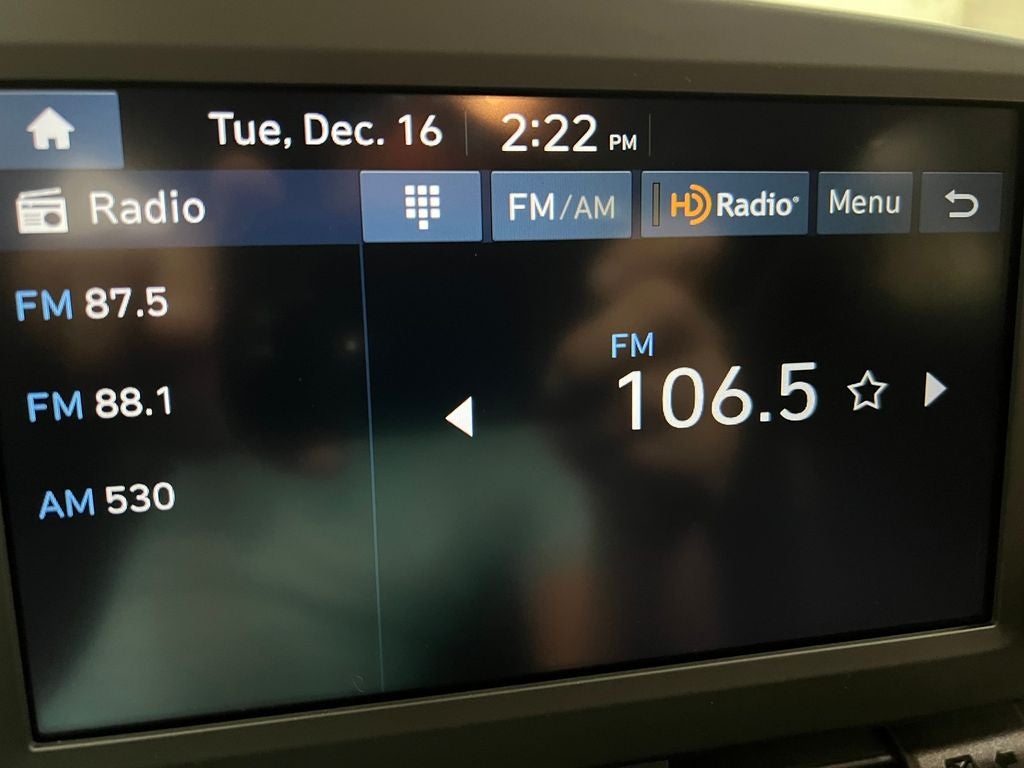 Tue, Dec. 16 2:22 PM
Radio FM/AM HD Radio® Menu
FM 87.5
FM
FM 88.1 106.5
AM 530